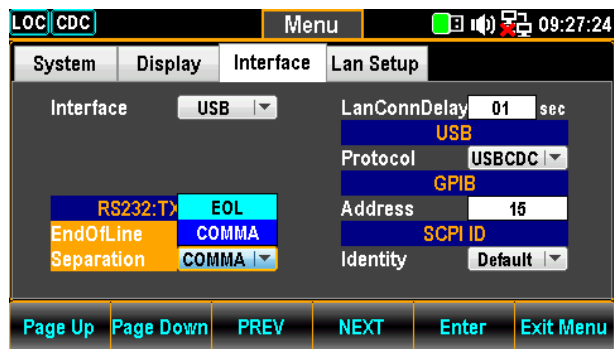 LOC CDC Menu 09:27:24
System Display Interface Lan Setup
Interface USB
LanConnDelay 01 sec
USB
Protocol USBCDC
GPIB
RS232:TX EOL
Address 15
EndOfLine COMMA
SCPI ID
Separation COMMA
Identity Default
Page Up Page Down PREV NEXT Enter Exit Menu